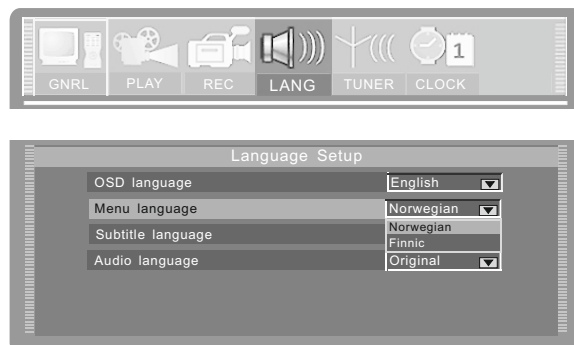 1
GNRL PLAY REC LANG TUNER CLOCK
Language Setup
OSD language English
Menu language Norwegian
Norwegian
Subtitle language
Finnic
Audio language Original